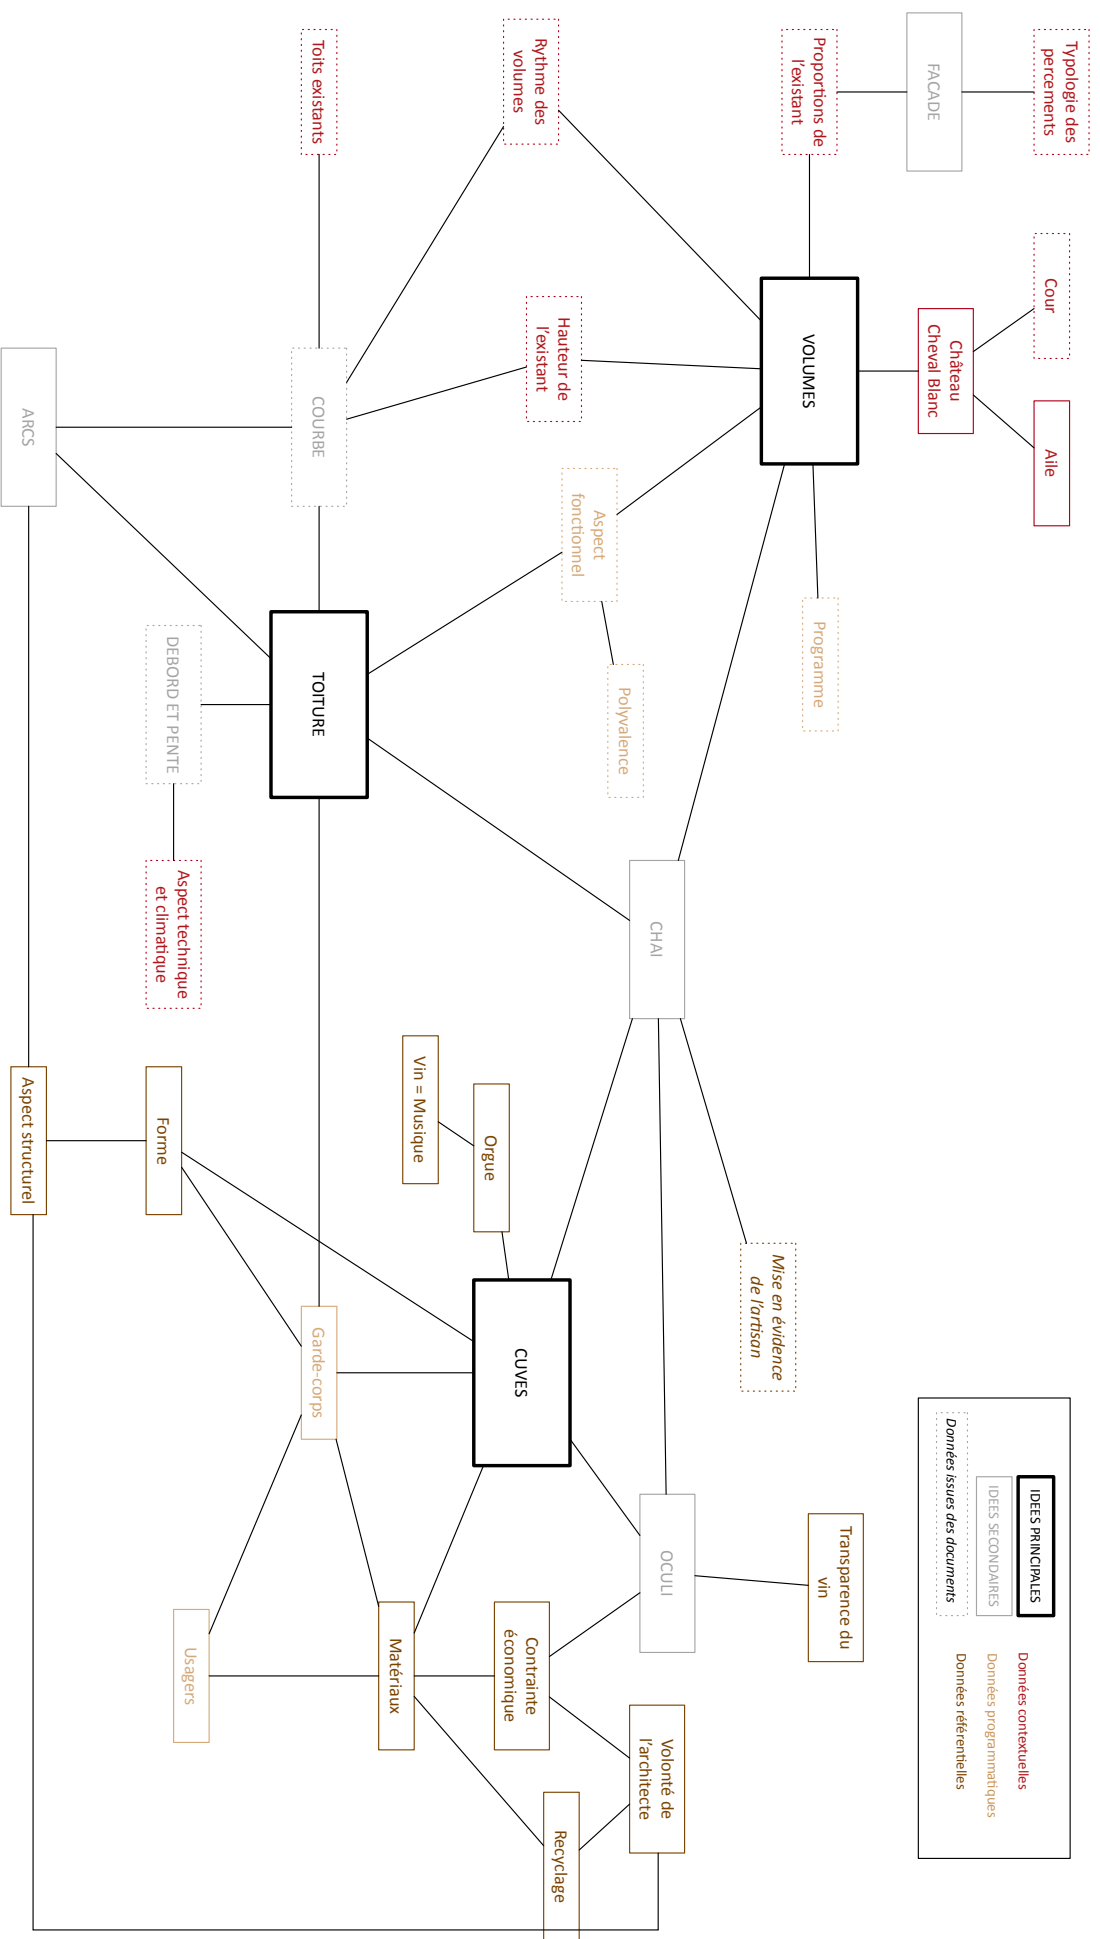 Typologie des
percements
FACADE
Proportions de
l'existant
Rythme des
volumes
Toits existants
Cour
Château
Cheval Blanc
Aile
VOLUMES
Hauteur de
l'existant
COURBE
ARCS
Aspect
fonctionnel
Programme
Polyvalence
TOITURE
DEBORD ET PENTE
Aspect technique
et climatique
CHAI
Vin = Musique
Orgue
Forme
Aspect structurel
Mise en évidence
de l'artisan
CUVES
Garde-corps
OCULI
Transparence du
vin
Contrainte
économique
Matériaux
Usagers
Volonté de
l'architecte
Recyclage
IDEES PRINCIPALES
IDEES SECONDAIRES
Données issues des documents
Données contextuelles
Données programmatiques
Données référentielles